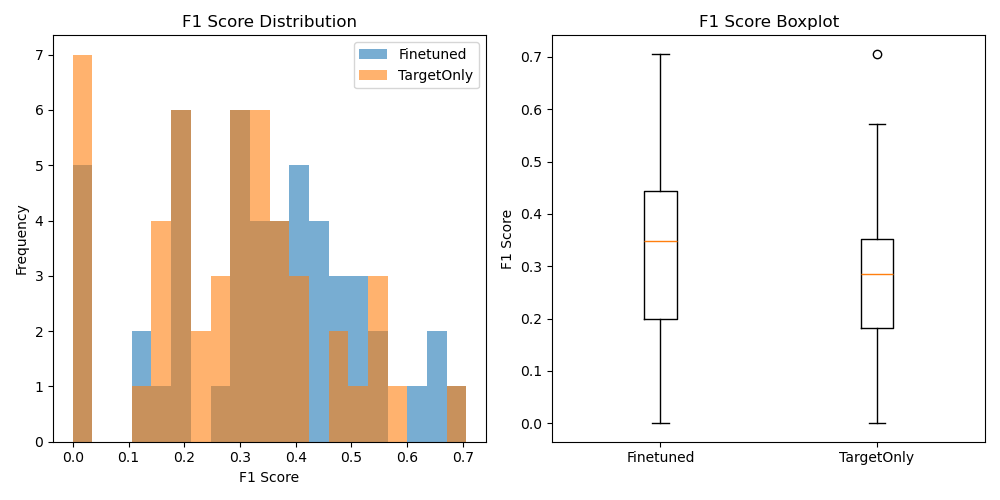 F1 Score Distribution
Finetuned
TargetOnly
Frequency
7
6
5
4
3
2
1
0
0.0 0.1 0.2 0.3 0.4 0.5 0.6 0.7
F1 Score
F1 Score Boxplot
F1 Score
0.7
0.6
0.5
0.4
0.3
0.2
0.1
0.0
Finetuned TargetOnly